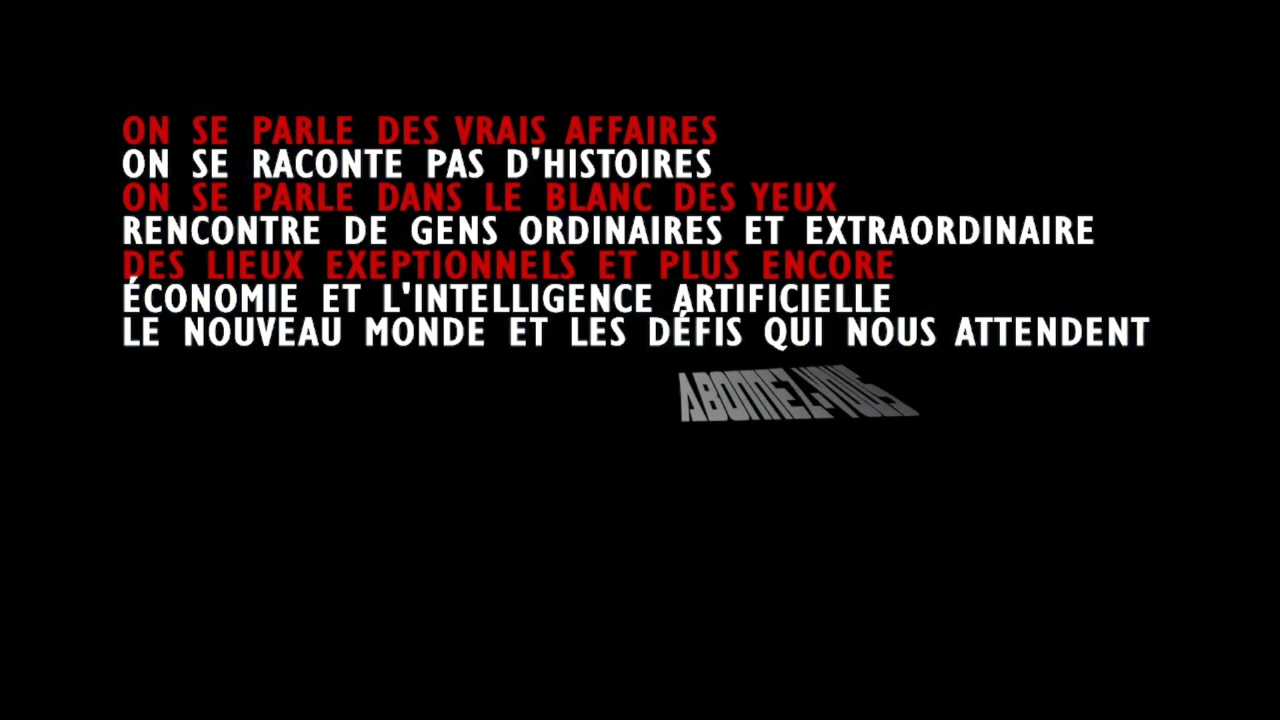 ON SE PARLE DES VRAIS AFFAIRES
ON SE RACONTE PAS D'HISTOIRES
ON SE PARLE DANS LE BLANC DES YEUX
RENCONTRE DE GENS ORDINAIRES ET EXTRAORDINAIRE
DES LIEUX EXEPTIONNELS ET PLUS ENCORE
ÉCONOMIE ET L'INTELLIGENCE ARTIFICIELLE
LE NOUVEAU MONDE ET LES DÉFIS QUI NOUS ATTENDENT
ABONNEZ-VOUS